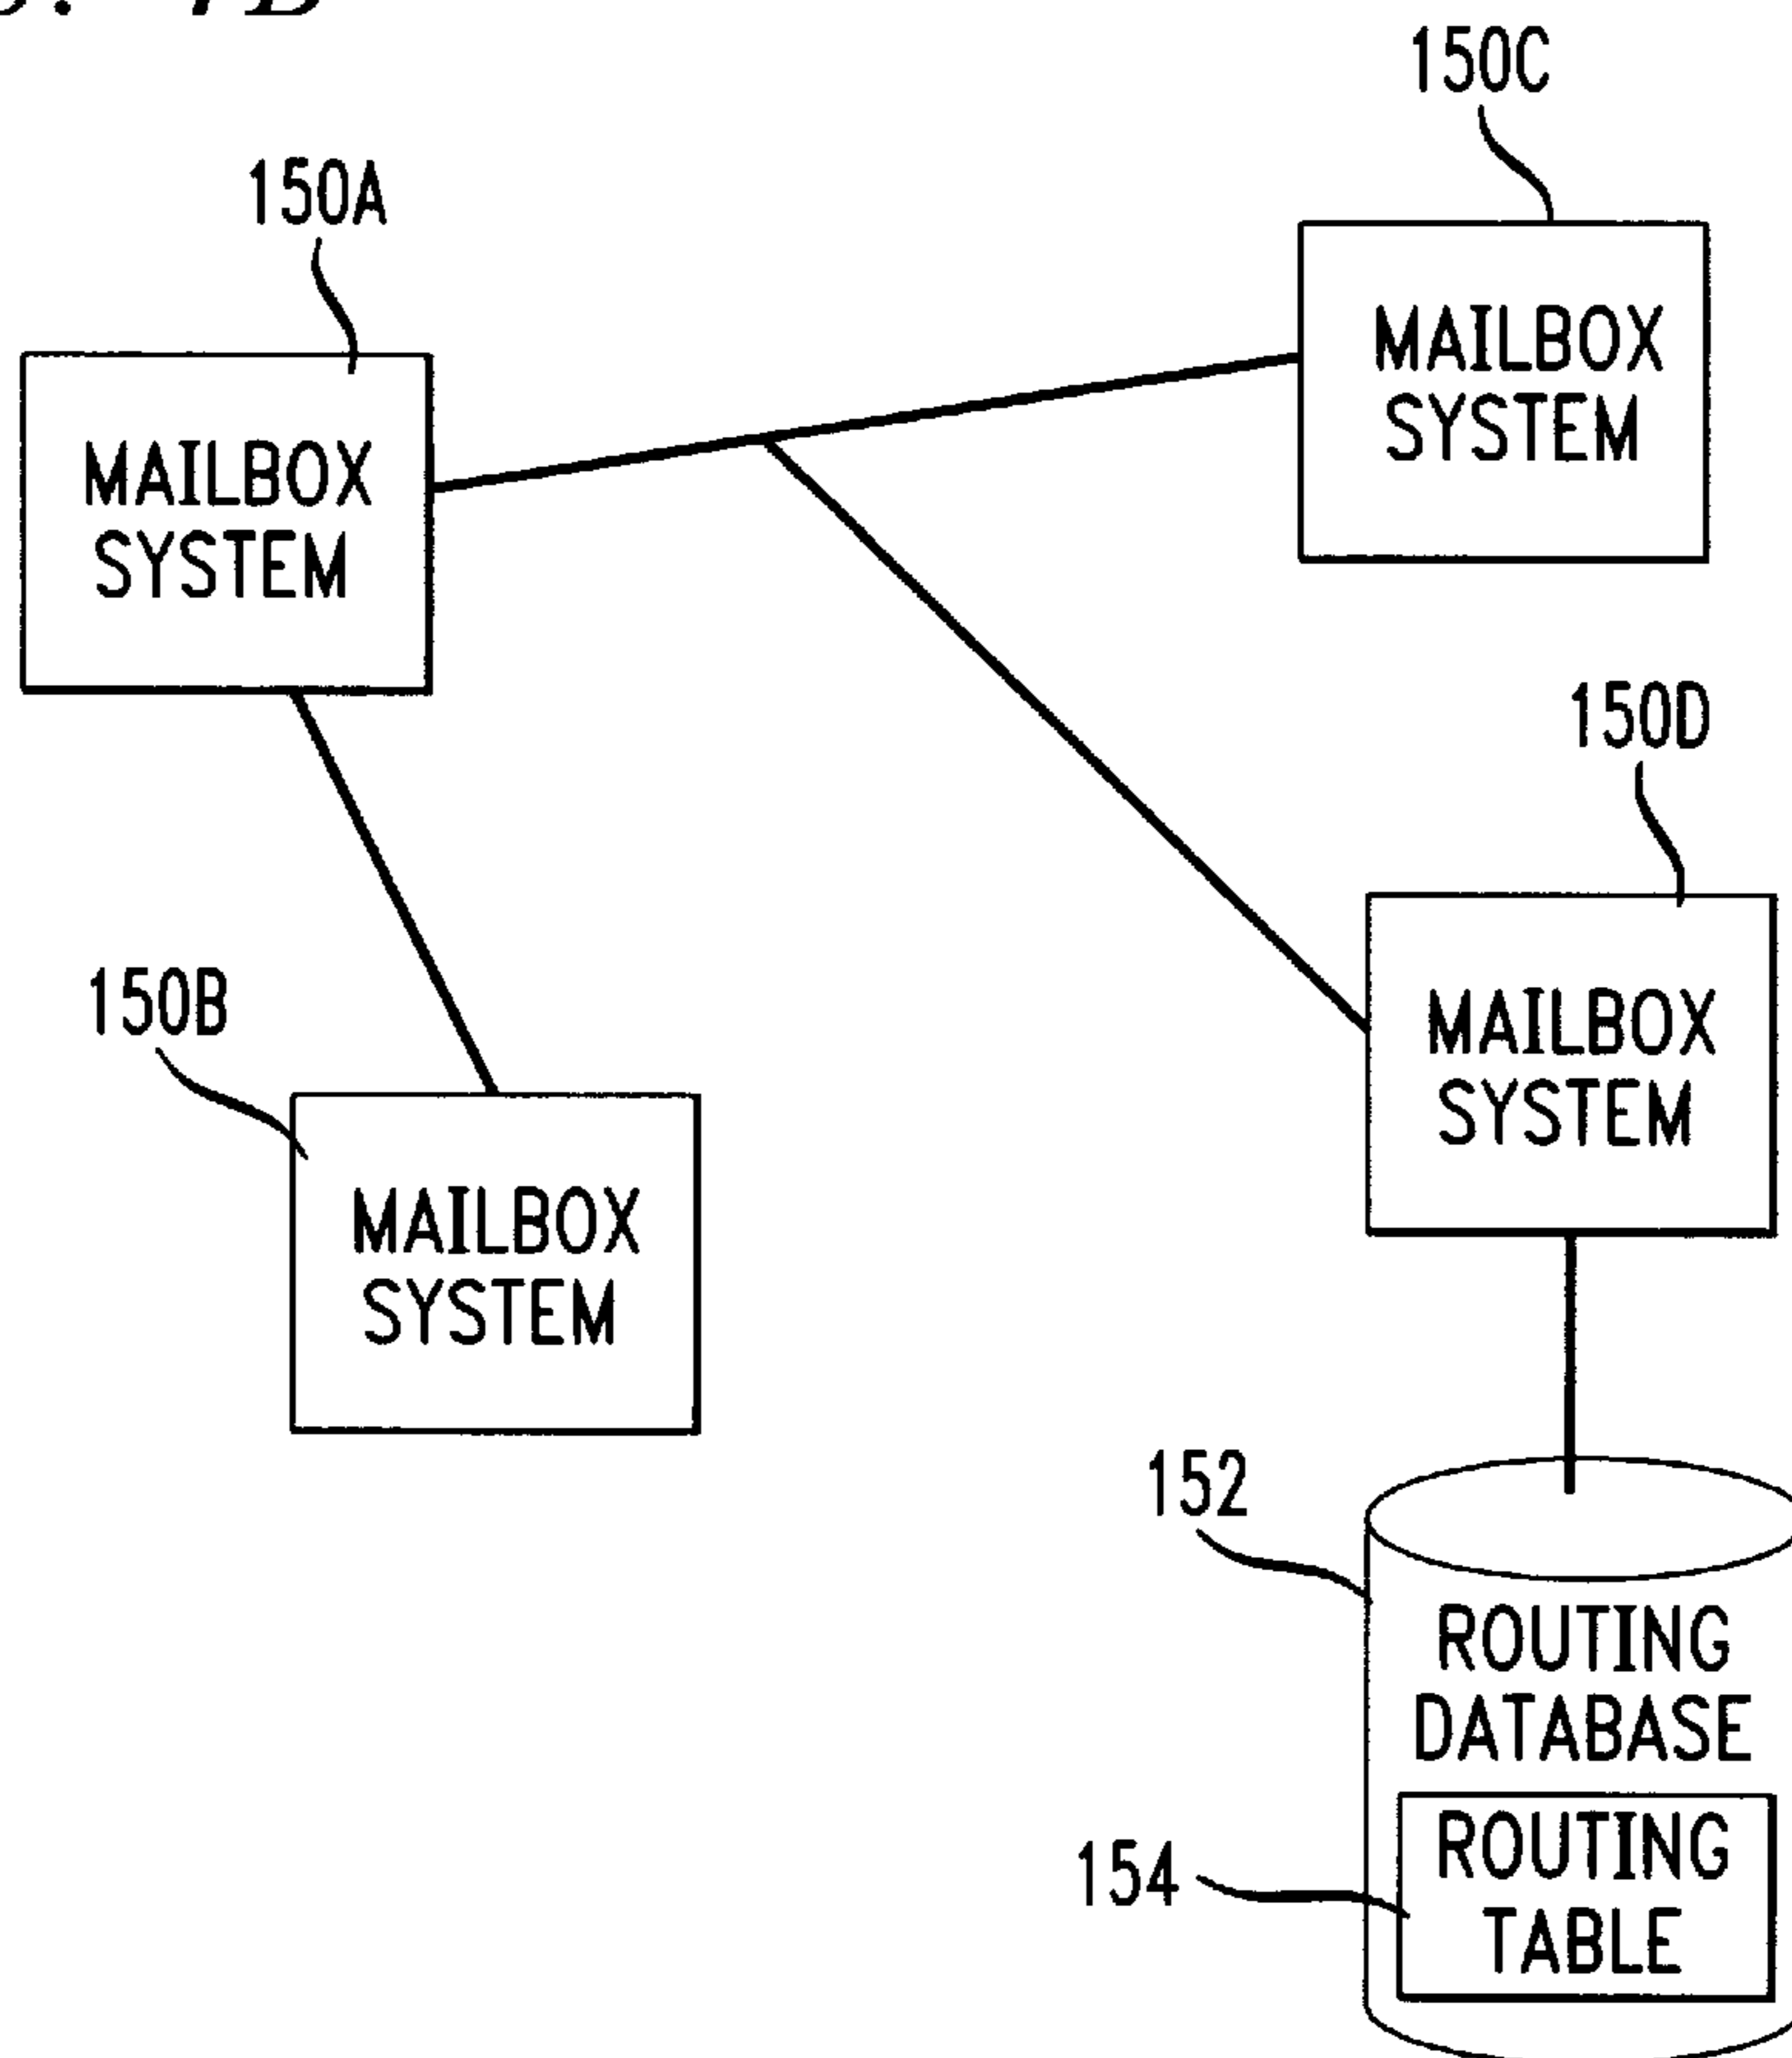 150C
150A
MAILBOX
SYSTEM
MAILBOX
SYSTEM
150D
150B
MAILBOX
SYSTEM
MAILBOX
SYSTEM
152
ROUTING
DATABASE
154
ROUTING
TABLE